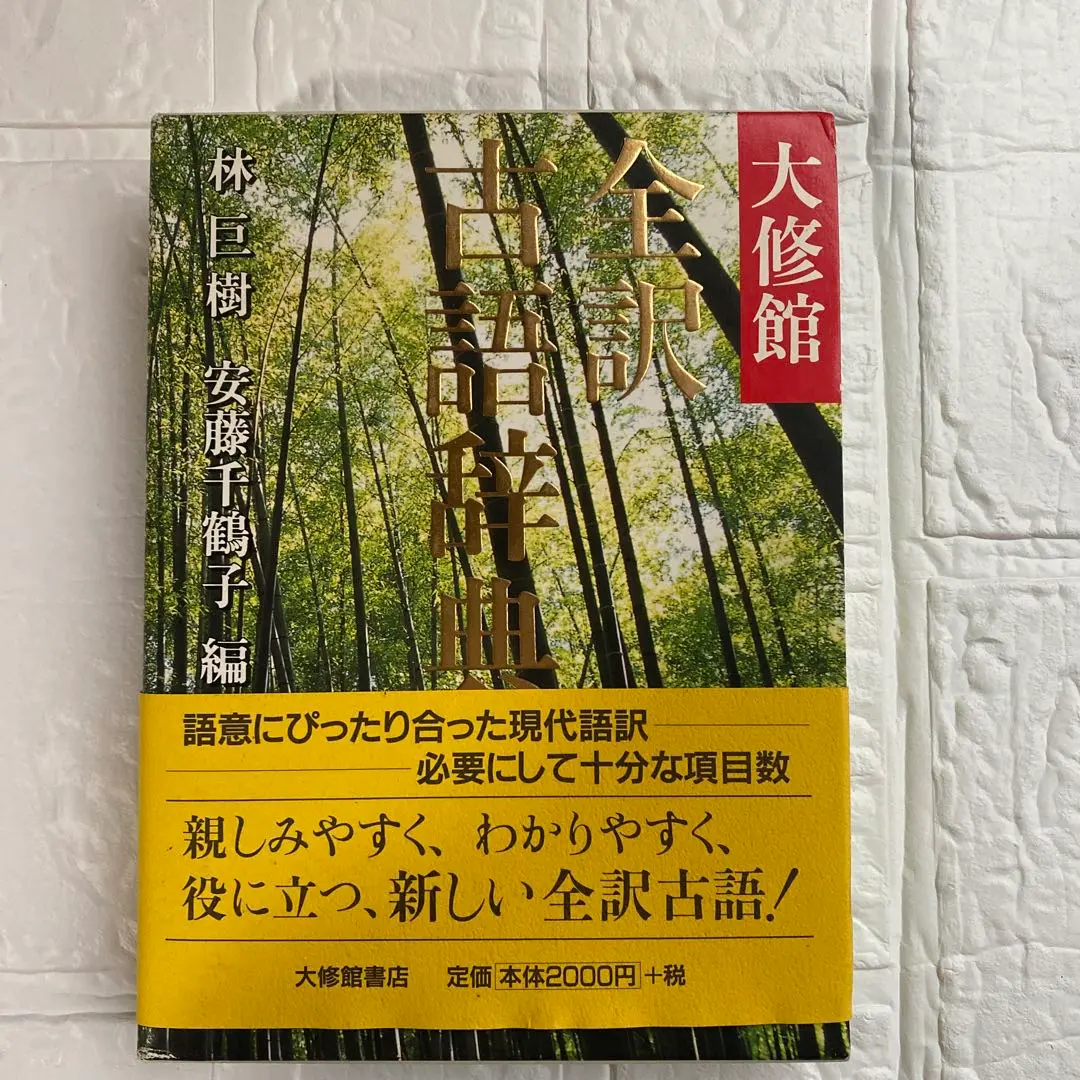 大修館
全訳
古語辞典
林巨樹 安藤千鶴子 編
語意にぴったり合った現代語訳
必要にして十分な項目数
親しみやすく、わかりやすく、
役に立つ、新しい全訳古語!
大修館書店 定価 本体2000円 +税